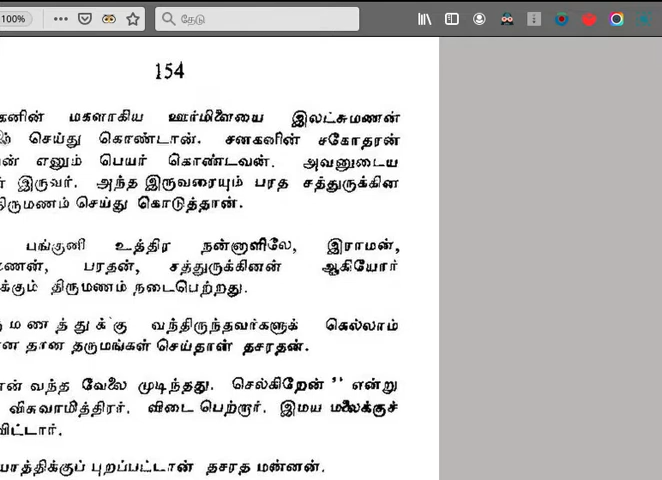 100%
தேடு
154
கனின் மகளாகிய ஊர்மிளையை இலட்சுமணன்
செய்து கொண்டான். சனகனின் சகோதரன்
ன் எனும் பெயர் கொண்டவன். அவனுடைய
இருவர். அந்த இருவரையும் பரத சத்துருக்கின
திருமணம் செய்து கொடுத்தான்.
பங்குனி உத்திர நன்னாளிலே, இராமன்,
ணன், பரதன், சத்துருக்கினன் ஆகியோர்
க்கும் திருமணம் நடைபெற்றது.
மணத்துக்கு வந்திருந்தவர்களுக் கெல்லாம்
ன தான தருமங்கள் செய்தான் தசரதன்.
ன் வந்த வேலை முடிந்தது. செல்கிறேன்" என்று
விசுவாமித்திரர். விடை பெற்றார். இமய மலைக்குச்
விட்டார்.
யாத்திக்குப் புறப்பட்டான் தசரத மன்னன்.